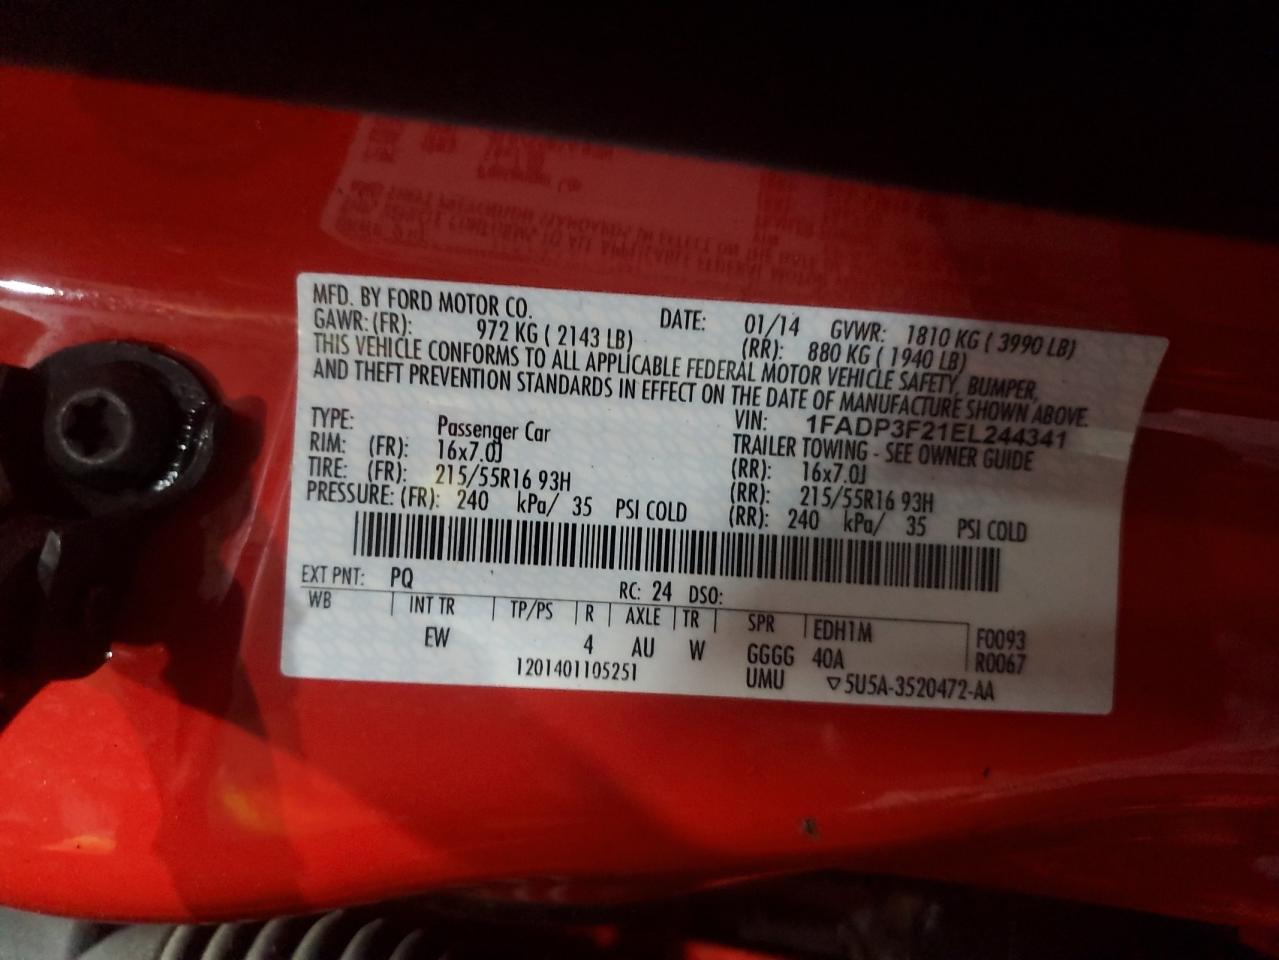 MFD. BY FORD MOTOR CO. DATE: 01/14 GVWR: 1810 KG ( 3990 LB)
GAWR: (FR): 972 KG ( 2143 LB) (RR): 880 KG ( 1940 LB)
THIS VEHICLE CONFORMS TO ALL APPLICABLE FEDERAL MOTOR VEHICLE SAFETY, BUMPER,
AND THEFT PREVENTION STANDARDS IN EFFECT ON THE DATE OF MANUFACTURE SHOWN ABOVE.
VIN: 1FADP3F21EL244341
TYPE: Passenger Car TRAILER TOWING - SEE OWNER GUIDE
RIM: (FR): 16x7.0J (RR): 16x7.0J
TIRE: (FR): 215/55R16 93H (RR): 215/55R16 93H
PRESSURE: (FR): 240 kPa/ 35 PSI COLD (RR): 240 kPa/ 35 PSI COLD
EXT PNT: PQ RC: 24 DSO:
WB INT TR TP/PS R AXLE TR SPR EDH1M F0093
EW 4 AU W GGGG 40A R0067
1201401105251 UMU ▽5U5A-3520472-AA